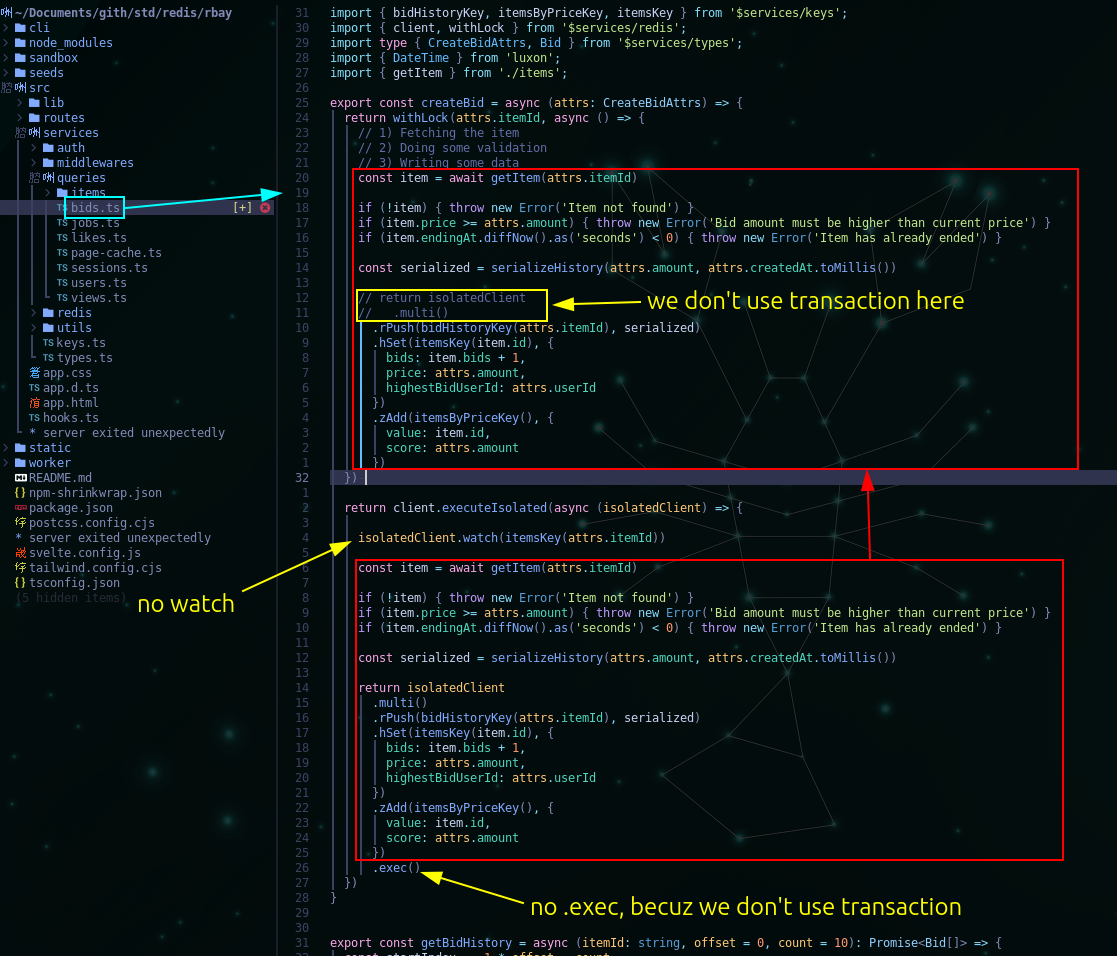 ~/Documents/gith/std/redis/rbay
cli
node_modules
sandbox
seeds
src
lib
routes
services
auth
middlewares
queries
items
TS bids.ts [+]
TS jobs.ts
TS likes.ts
TS page-cache.ts
TS sessions.ts
TS users.ts
TS views.ts
redis
utils
TS keys.ts
TS types.ts
app.css
TS app.d.ts
app.html
TS hooks.ts
* server exited unexpectedly
static
worker
README.md
{} npm-shrinkwrap.json
package.json
postcss.config.cjs
* server exited unexpectedly
svelte.config.js
tailwind.config.cjs
{} tsconfig.json
(5 hidden items)
31 import { bidHistoryKey, itemsByPriceKey, itemsKey } from '$services/keys';
30 import { client, withLock } from '$services/redis';
29 import type { CreateBidAttrs, Bid } from '$services/types';
28 import { DateTime } from 'luxon';
27 import { getItem } from './items';
26
25 export const createBid = async (attrs: CreateBidAttrs) => {
24 return withLock(attrs.itemId, async () => {
23 // 1) Fetching the item
22 // 2) Doing some validation
21 // 3) Writing some data
20 const item = await getItem(attrs.itemId)
19
18 if (!item) { throw new Error('Item not found') }
17 if (item.price >= attrs.amount) { throw new Error('Bid amount must be higher than current price') }
16 if (item.endingAt.diffNow().as('seconds') < 0) { throw new Error('Item has already ended') }
15
14 const serialized = serializeHistory(attrs.amount, attrs.createdAt.toMillis())
13
12 // return isolatedClient
we don't use transaction here
11 // .multi()
10 .rPush(bidHistoryKey(attrs.itemId), serialized)
9 .hSet(itemsKey(item.id), {
8 bids: item.bids + 1,
7 price: attrs.amount,
6 highestBidUserId: attrs.userId
5 })
4 .zAdd(itemsByPriceKey(), {
3 value: item.id,
2 score: attrs.amount
1 })
32 })
1
2 return client.executeIsolated(async (isolatedClient) => {
3
4 isolatedClient.watch(itemsKey(attrs.itemId))
5
no watch
6 const item = await getItem(attrs.itemId)
7
8 if (!item) { throw new Error('Item not found') }
9 if (item.price >= attrs.amount) { throw new Error('Bid amount must be higher than current price') }
10 if (item.endingAt.diffNow().as('seconds') < 0) { throw new Error('Item has already ended') }
11
12 const serialized = serializeHistory(attrs.amount, attrs.createdAt.toMillis())
13
14 return isolatedClient
15 .multi()
16 .rPush(bidHistoryKey(attrs.itemId), serialized)
17 .hSet(itemsKey(item.id), {
18 bids: item.bids + 1,
19 price: attrs.amount,
20 highestBidUserId: attrs.userId
21 })
22 .zAdd(itemsByPriceKey(), {
23 value: item.id,
24 score: attrs.amount
25 })
26 .exec()
27 })
28 }
no .exec, becuz we don't use transaction
29
30
31 export const getBidHistory = async (itemId: string, offset = 0, count = 10): Promise<Bid[]> => {